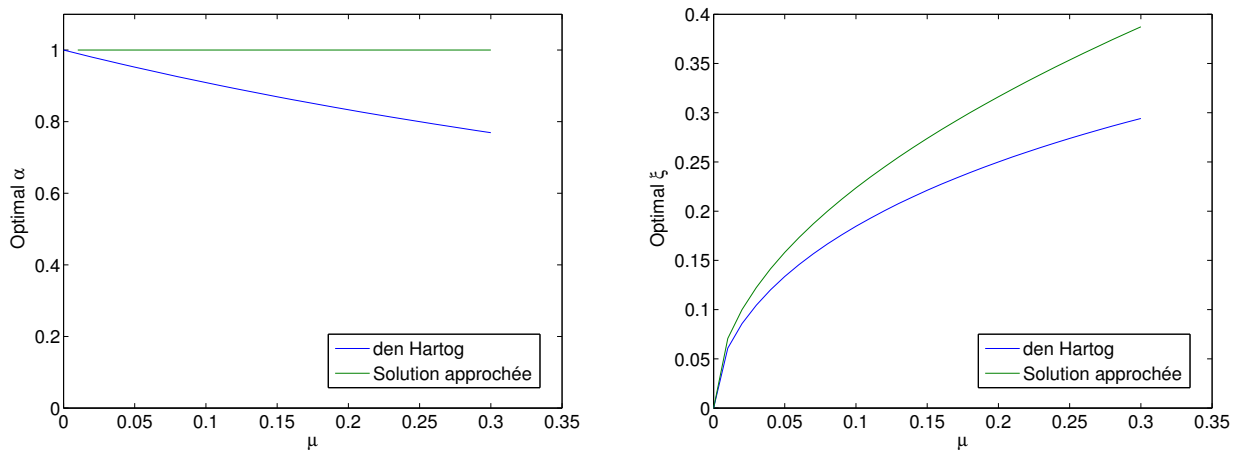 Optimal α
1
0.8
0.6
0.4
0.2
0
0 0.05 0.1 0.15 0.2 0.25 0.3 0.35
μ
den Hartog
Solution approchée
Optimal ξ
0.4
0.35
0.3
0.25
0.2
0.15
0.1
0.05
0
0 0.05 0.1 0.15 0.2 0.25 0.3 0.35
μ
den Hartog
Solution approchée